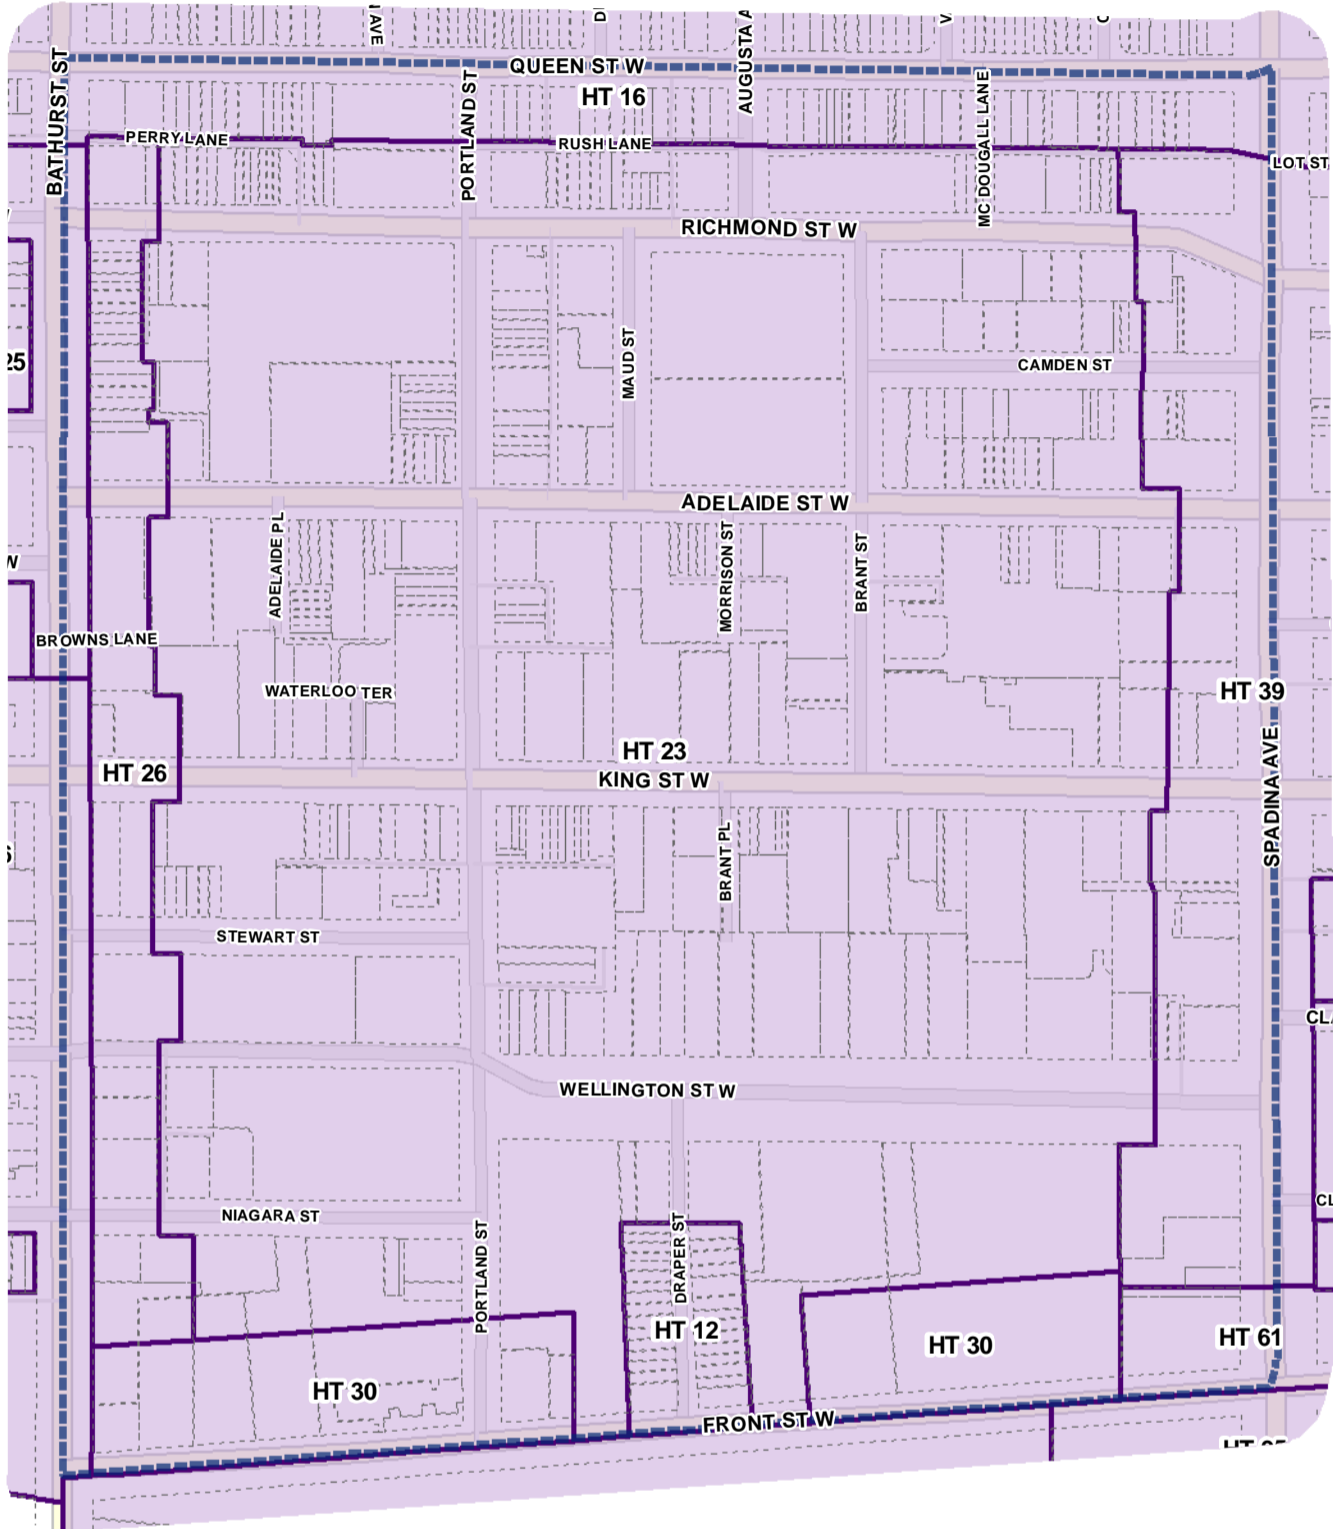 AVE
AUGUSTA A
QUEEN ST W
HT 16
BATHURST ST
PORTLAND ST
MC DOUGALL LANE
PERRY LANE
RUSH LANE
LOT ST
RICHMOND ST W
25
MAUD ST
CAMDEN ST
ADELAIDE ST W
ADELAIDE PL
MORRISON ST
BRANT ST
W
BROWNS LANE
WATERLOO TER
HT 39
HT 23
HT 26
KING ST W
SPADINA AVE
BRANT PL
STEWART ST
CLA
WELLINGTON ST W
CL
NIAGARA ST
PORTLAND ST
DRAPER ST
HT 12
HT 30
HT 61
HT 30
FRONT ST W